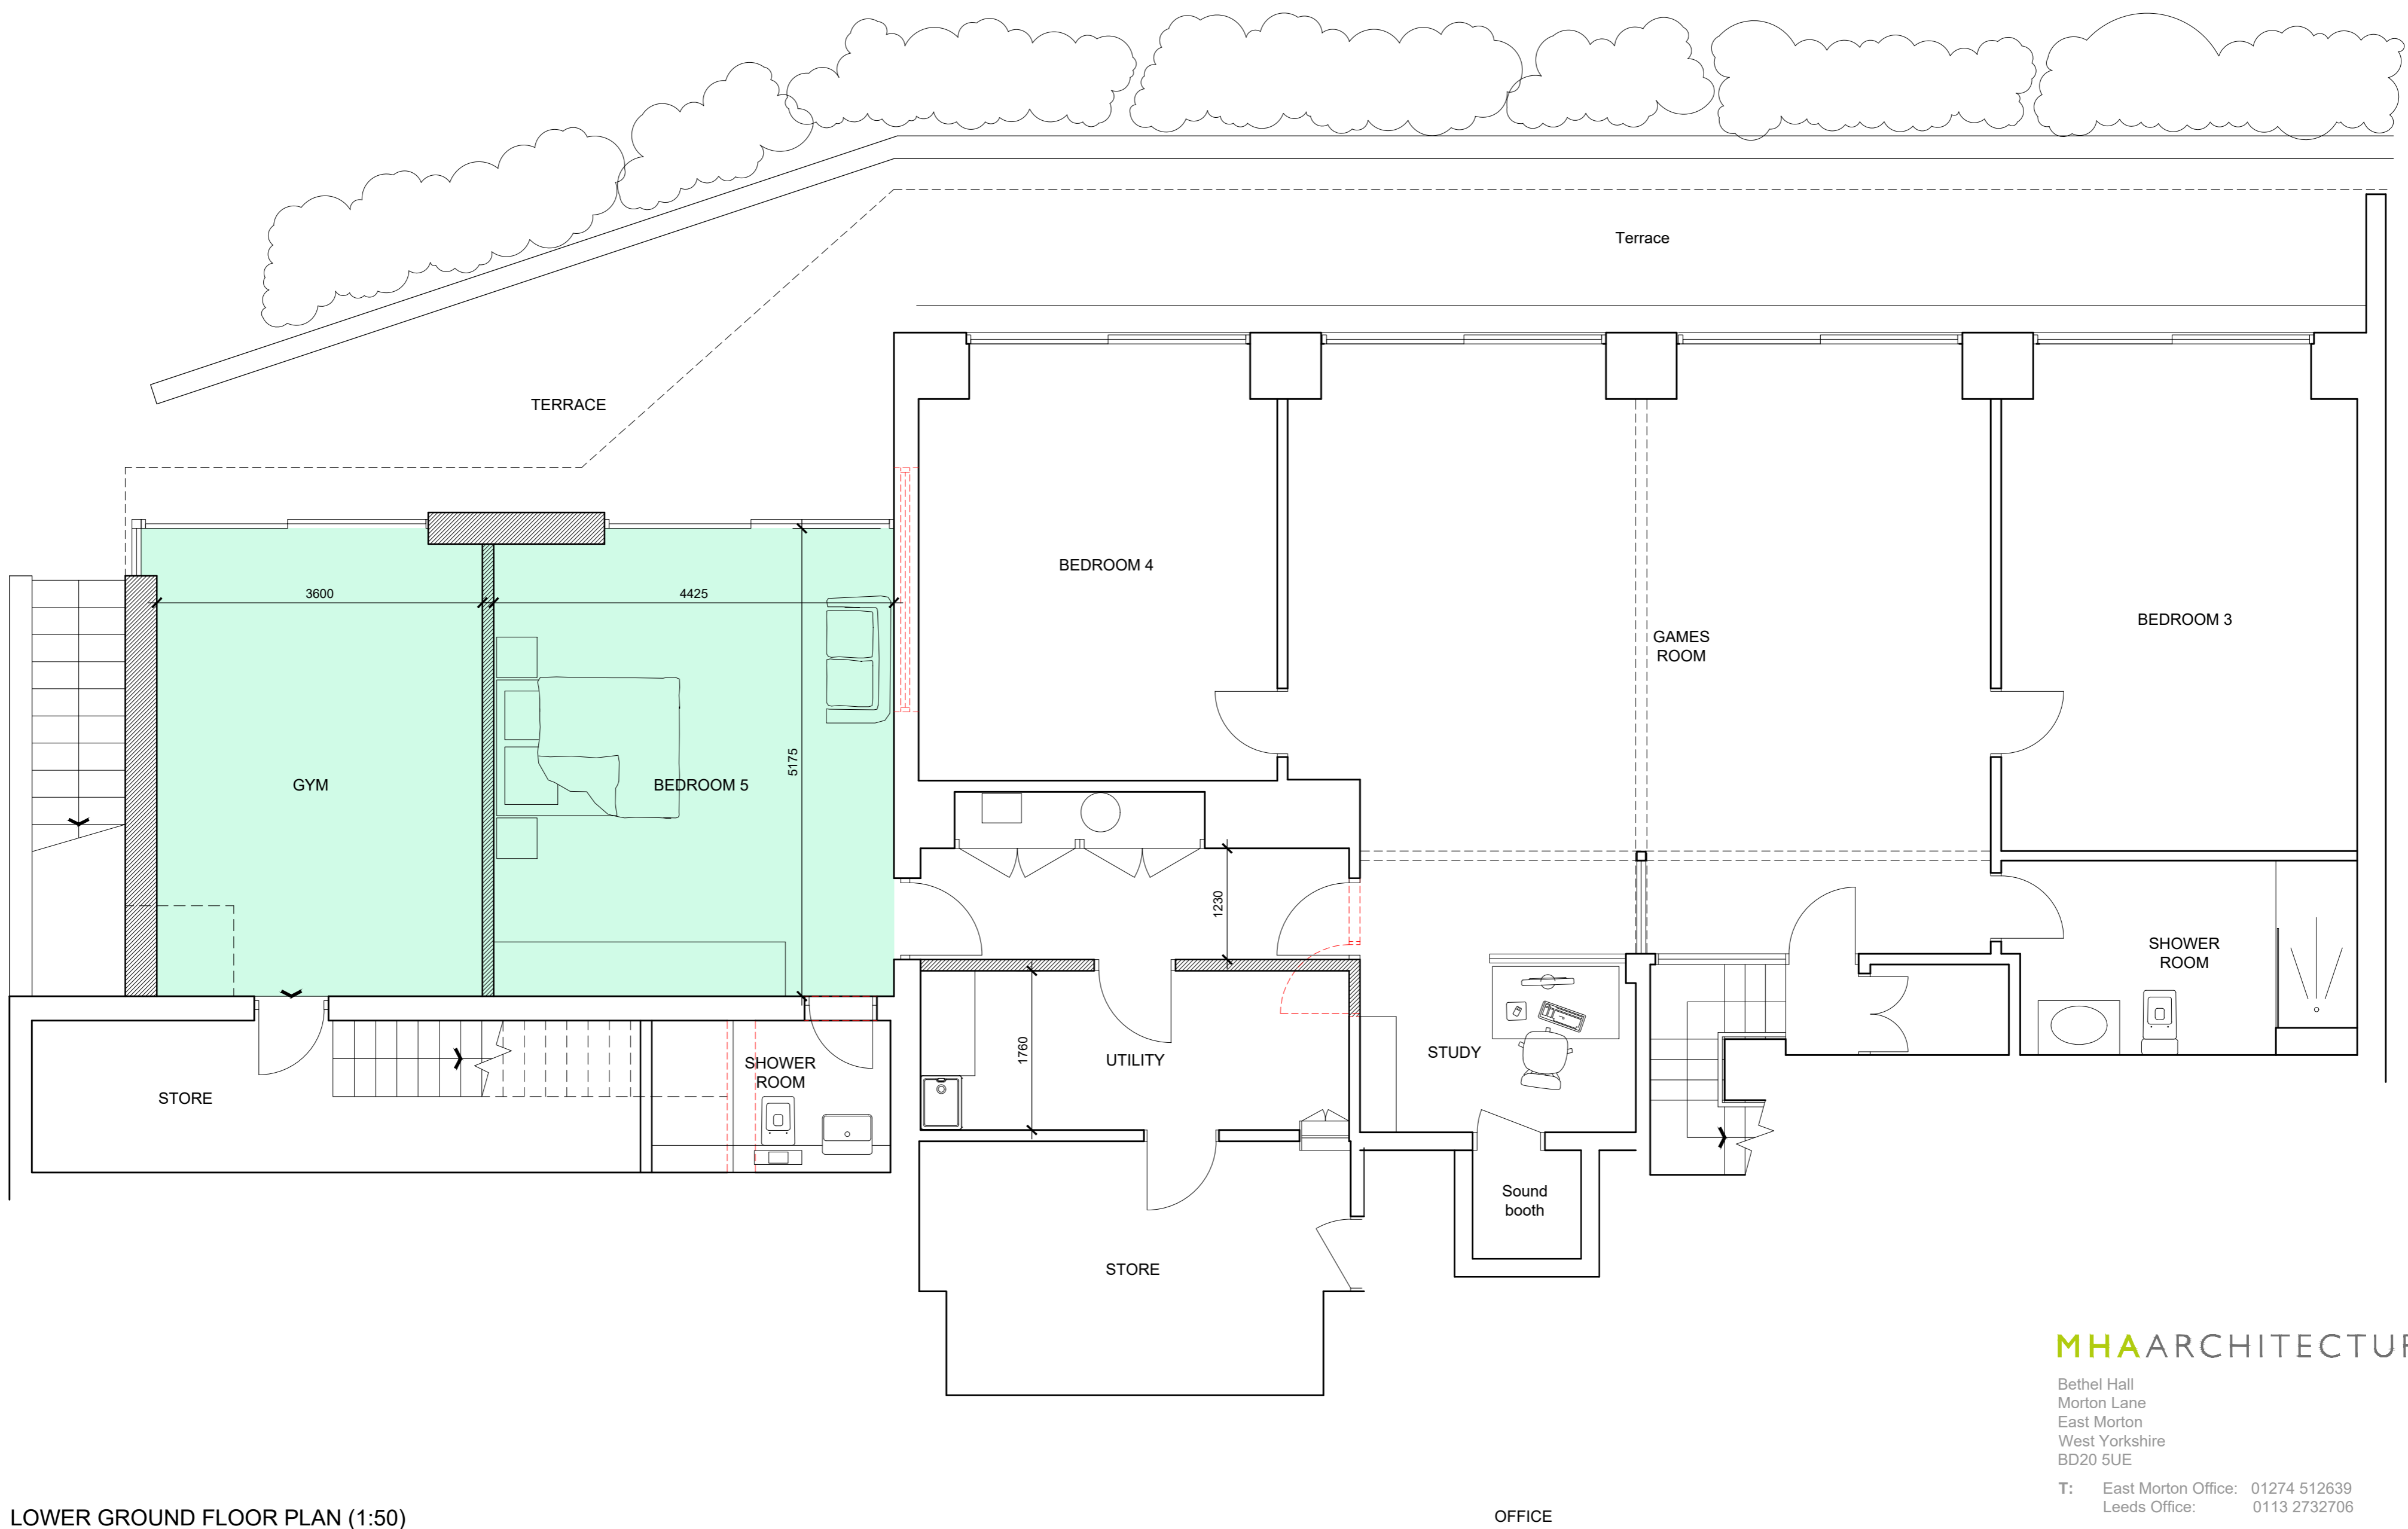 Terrace
TERRACE
BEDROOM 4
3600
4425
BEDROOM 3
GAMES
ROOM
5175
GYM
BEDROOM 5
1230
SHOWER
ROOM
1760
UTILITY
STUDY
SHOWER
ROOM
STORE
Sound
booth
STORE
MHAARCHITECTUR
Bethel Hall
Morton Lane
East Morton
West Yorkshire
BD20 5UE
T: East Morton Office: 01274 512639
Leeds Office: 0113 2732706
LOWER GROUND FLOOR PLAN (1:50)
OFFICE